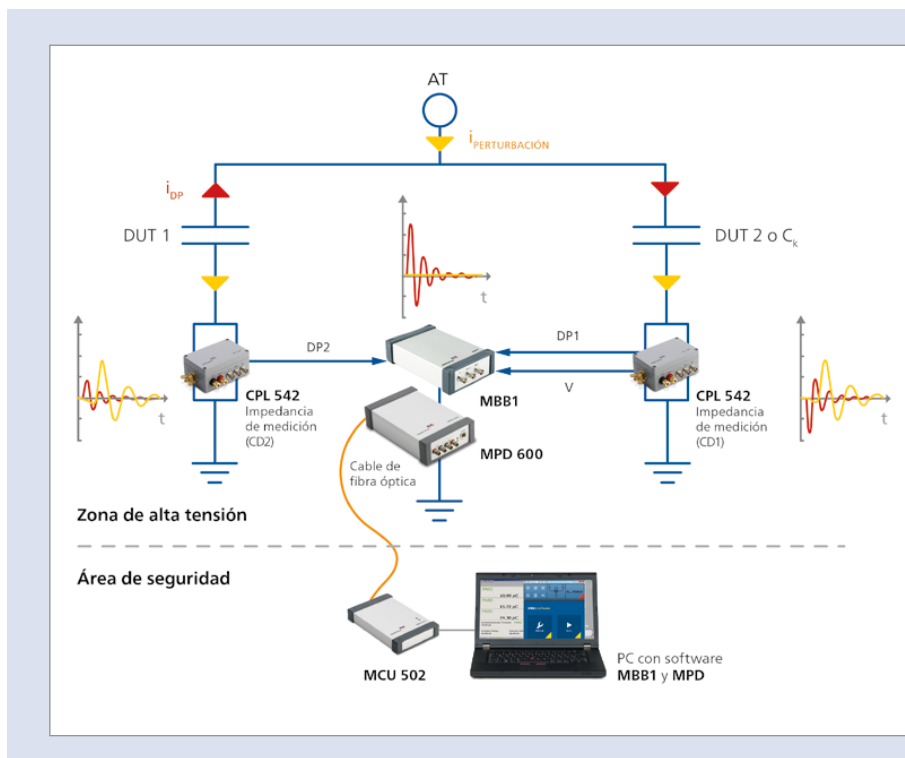 AT
iPERTURBACIÓN
iDP
DUT 1
DUT 2 o Ck
t
DP2
DP1
V
t
t
CPL 542
Impedancia
de medición
(CD2)
MBB1
CPL 542
Impedancia
de medición
(CD1)
MPD 600
Cable de
fibra óptica
Zona de alta tensión
Área de seguridad
MCU 502
PC con software
MBB1 y MPD